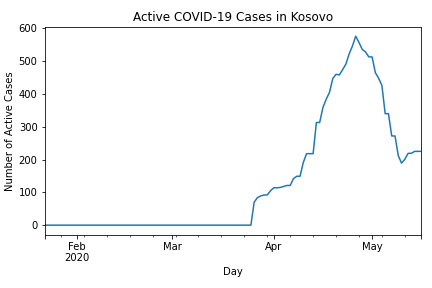 Active COVID-19 Cases in Kosovo
600
500
400
300
200
100
0
Number of Active Cases
Feb
2020
Mar
Apr
May
Day